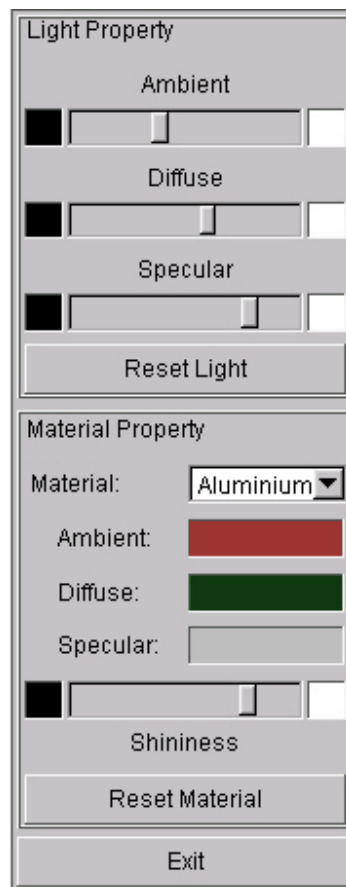 Light Property
Ambient
Diffuse
Specular
Reset Light
Material Property
Material: Aluminium
Ambient:
Diffuse:
Specular:
Shininess
Reset Material
Exit